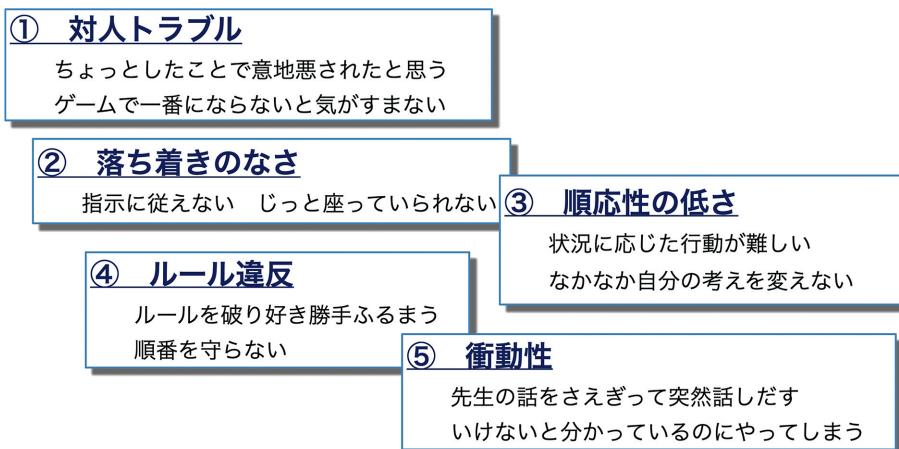 ① 対人トラブル
ちょっとしたことで意地悪されたと思う
ゲームで一番にならないと気がすまない
② 落ち着きのなさ
指示に従えない　じっと座っていられない
③ 順応性の低さ
状況に応じた行動が難しい
なかなか自分の考えを変えない
④ ルール違反
ルールを破り好き勝手ふるまう
順番を守らない
⑤ 衝動性
先生の話をさえぎって突然話しだす
いけないと分かっているのにやってしまう